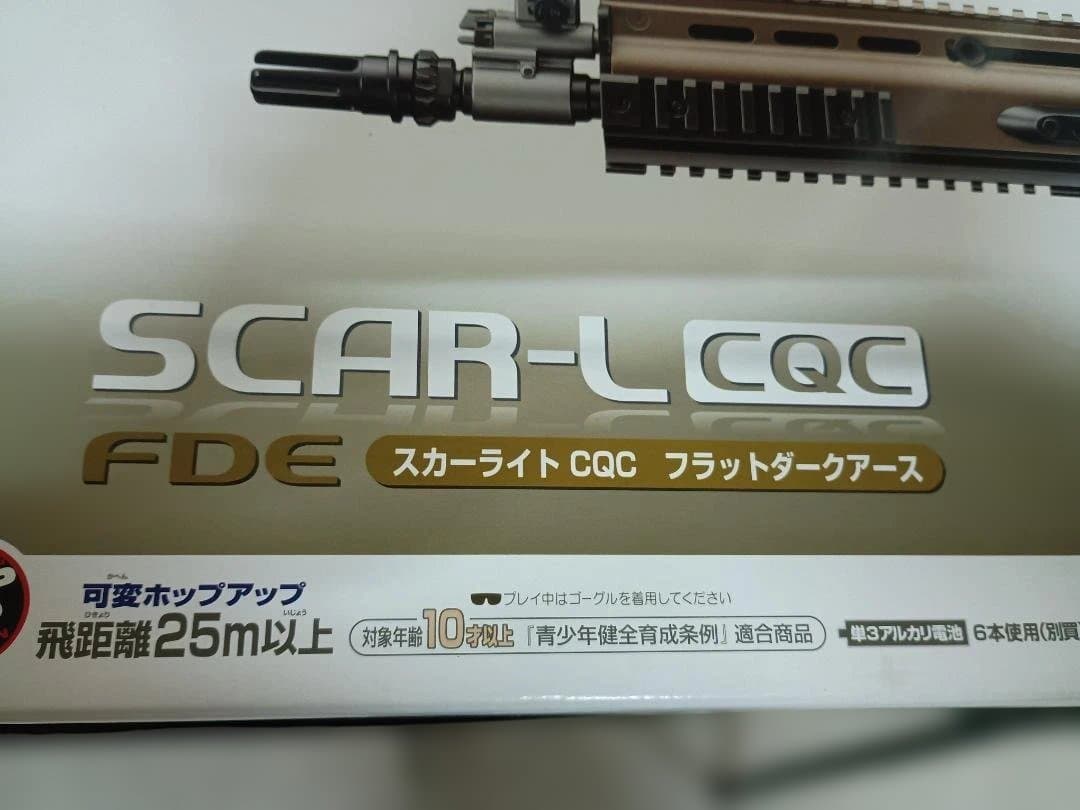 SCAR-L CQC
FDE スカーライト CQC フラットダークアース
かへん
可変ホップアップ
ひきょり いじょう
飛距離25m以上
プレイ中はゴーグルを着用してください
対象年齢10才以上『青少年健全育成条例』適合商品
単3アルカリ電池 6本使用(別買